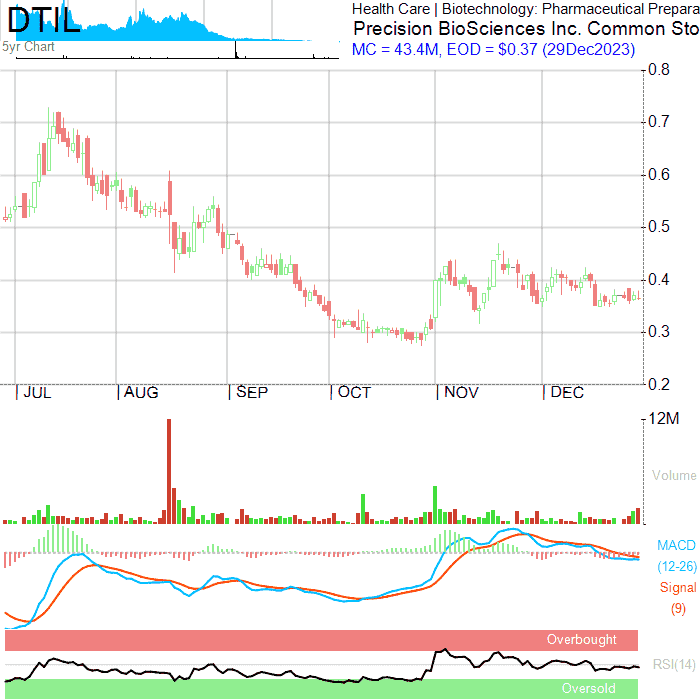 DTIL
5yr Chart
Health Care | Biotechnology: Pharmaceutical Prepara
Precision BioSciences Inc. Common Sto
MC = 43.4M, EOD = $0.37 (29Dec2023)
0.8
0.7
0.6
0.5
0.4
0.3
0.2
JUL AUG SEP OCT NOV DEC
12M
Volume
MACD
(12-26)
Signal
(9)
Overbought
RSI(14)
Oversold